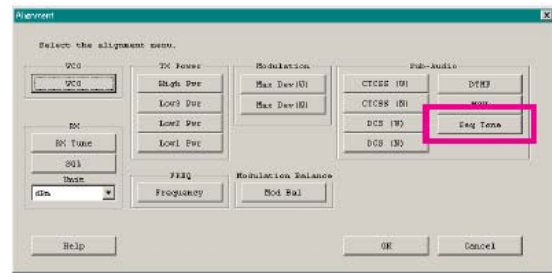 Alignment
Select the alignment menu.
VCO
VCO
TX Power
High Pwr
Low3 Pwr
Low2 Pwr
Low1 Pwr
Modulation
Max Dev(W)
Max Dev(N)
Sub-Audio
CTCSS (W)
CTCSS (N)
DCS (W)
DCS (N)
DTMF
Seq Tone
RX
RX Tune
SQL
Unit
dBm
FREQ
Frequency
Modulation Balance
Mod Bal
Help
OK
Cancel